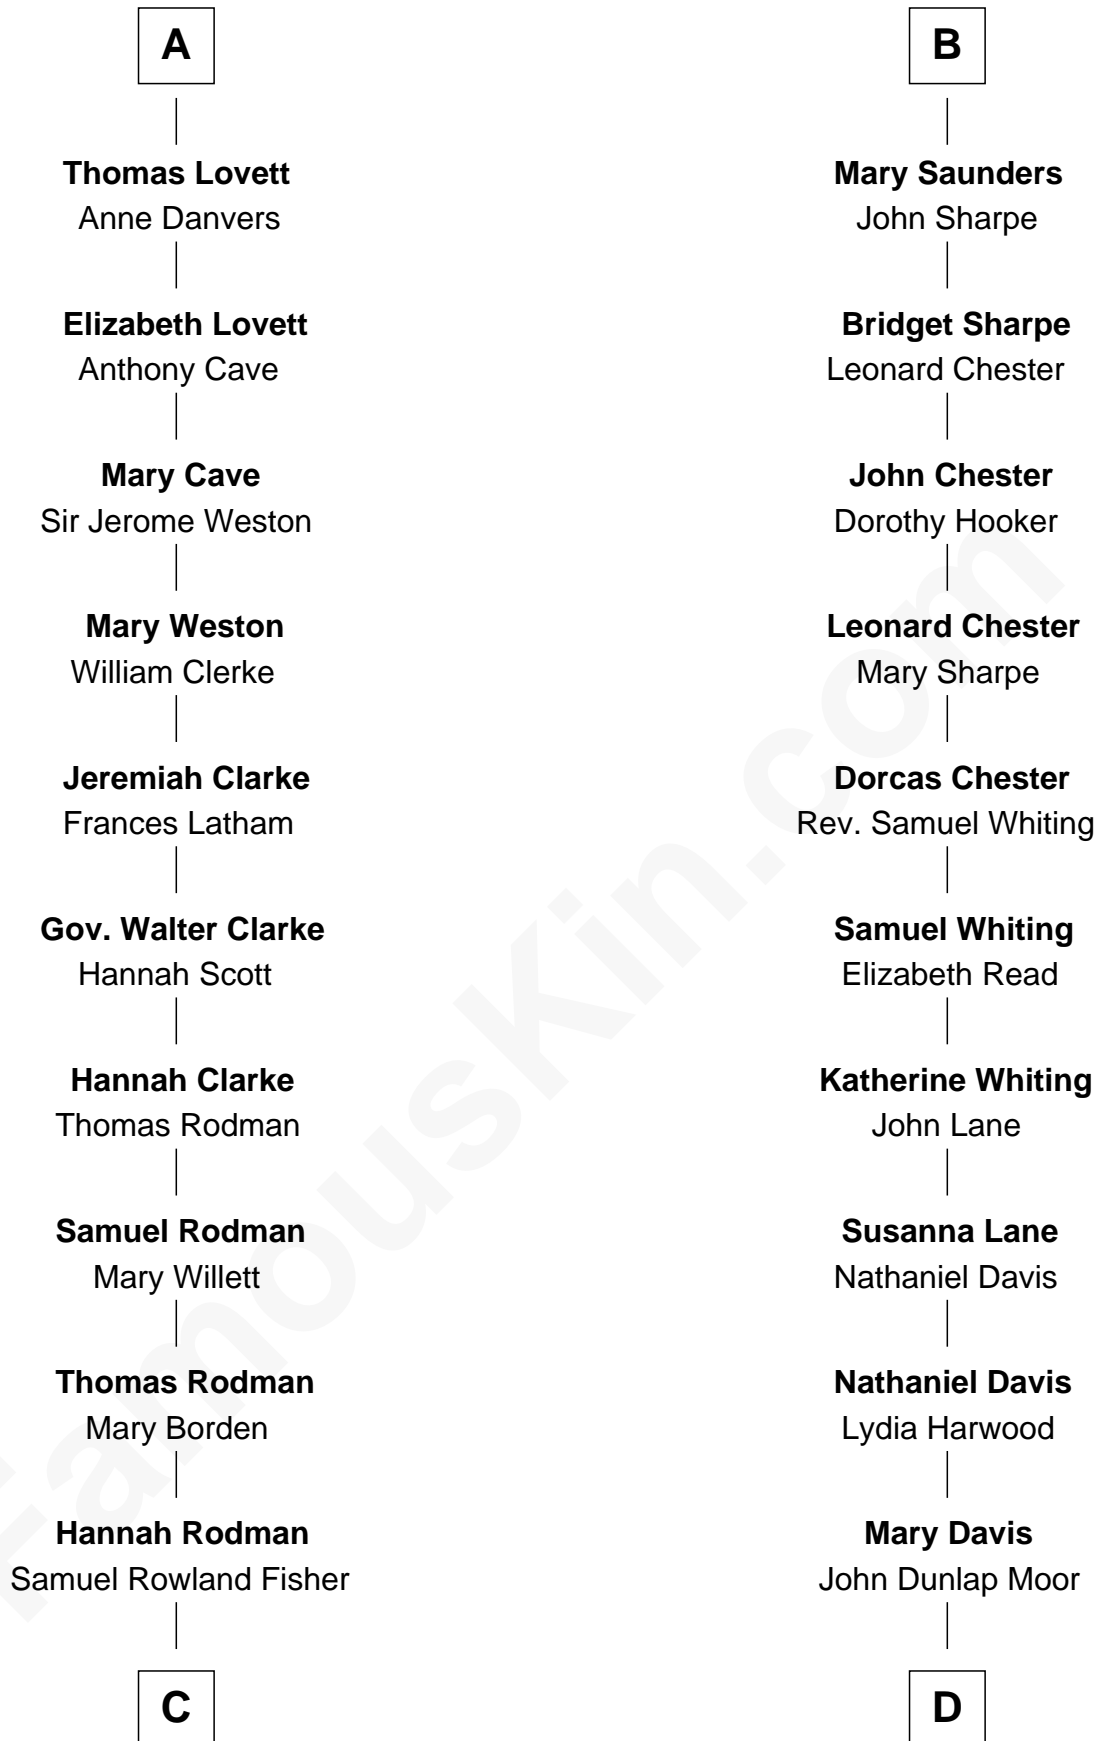 A
Thomas Lovett
Anne Danvers
Elizabeth Lovett
Anthony Cave
Mary Cave
Sir Jerome Weston
Mary Weston
William Clerke
Jeremiah Clarke
Frances Latham
Gov. Walter Clarke
Hannah Scott
Hannah Clarke
Thomas Rodman
Samuel Rodman
Mary Willett
Thomas Rodman
Mary Borden
Hannah Rodman
Samuel Rowland Fisher
C
B
Mary Saunders
John Sharpe
Bridget Sharpe
Leonard Chester
John Chester
Dorothy Hooker
Leonard Chester
Mary Sharpe
Dorcas Chester
Rev. Samuel Whiting
Samuel Whiting
Elizabeth Read
Katherine Whiting
John Lane
Susanna Lane
Nathaniel Davis
Nathaniel Davis
Lydia Harwood
Mary Davis
John Dunlap Moor
D
FamousKin.com